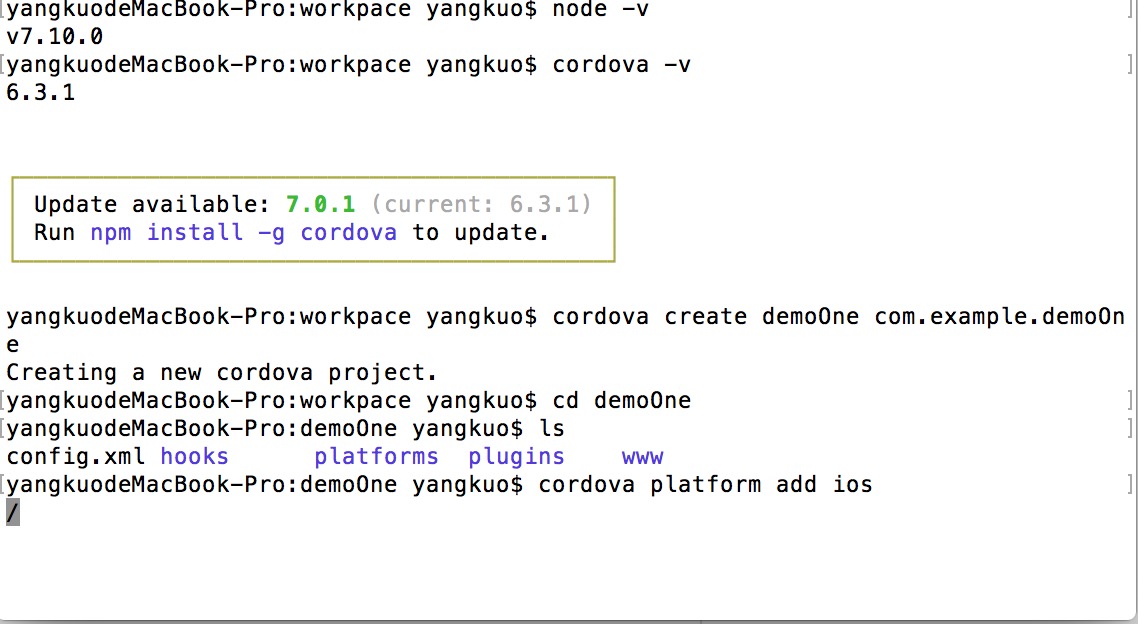 [yangkuodeMacBook-Pro:workpace yangkuo$ node -v ]
v7.10.0
[yangkuodeMacBook-Pro:workpace yangkuo$ cordova -v ]
6.3.1
Update available: 7.0.1 (current: 6.3.1)
Run npm install -g cordova to update.
yangkuodeMacBook-Pro:workpace yangkuo$ cordova create demoOne com.example.demoOn
e
Creating a new cordova project.
[yangkuodeMacBook-Pro:workpace yangkuo$ cd demoOne ]
[yangkuodeMacBook-Pro:demoOne yangkuo$ ls ]
config.xml hooks platforms plugins www
[yangkuodeMacBook-Pro:demoOne yangkuo$ cordova platform add ios ]
/